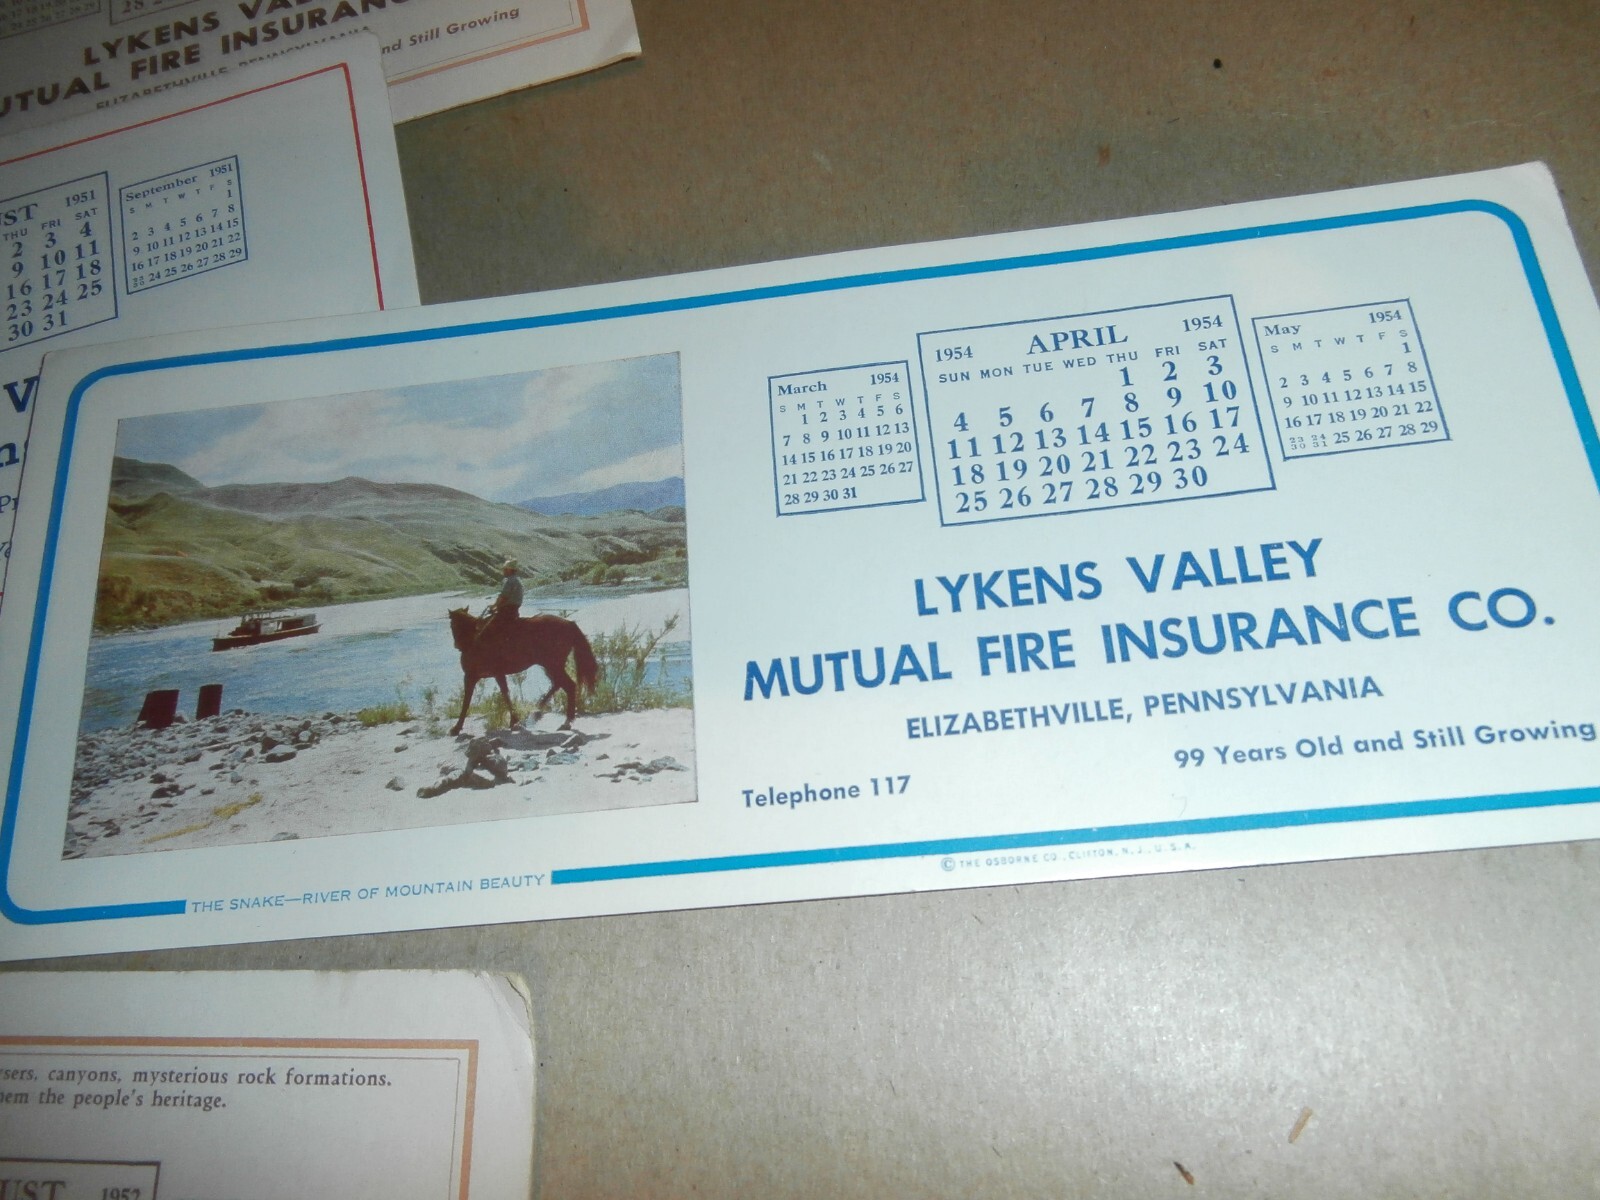 28
LYKENS
MUTUAL FIRE
ELIZABETHVILLE, PENNSYLVANIA
and Still Growing
1951
THU FRI SAT
2 3 4
9 10 11
16 17 18
23 24 25
30 31
September 1951
S M T W T F S
1
2 3 4 5 6 7 8
9 10 11 12 13 14 15
16 17 18 19 20 21 22
23/30 24 25 26 27 28 29
March 1954
S M T W T F S
1 2 3 4 5 6
7 8 9 10 11 12 13
14 15 16 17 18 19 20
21 22 23 24 25 26 27
28 29 30 31
1954 APRIL 1954
SUN MON TUE WED THU FRI SAT
1 2 3
4 5 6 7 8 9 10
11 12 13 14 15 16 17
18 19 20 21 22 23 24
25 26 27 28 29 30
May 1954
S M T W T F S
1
2 3 4 5 6 7 8
9 10 11 12 13 14 15
16 17 18 19 20 21 22
23/30 24/31 25 26 27 28 29
LYKENS VALLEY
MUTUAL FIRE INSURANCE CO.
ELIZABETHVILLE, PENNSYLVANIA
99 Years Old and Still Growing
Telephone 117
THE SNAKE—RIVER OF MOUNTAIN BEAUTY
© THE OSBORNE CO., CLIFTON, N. J., U. S. A.
canyons, mysterious rock formations.
the people's heritage.
1952